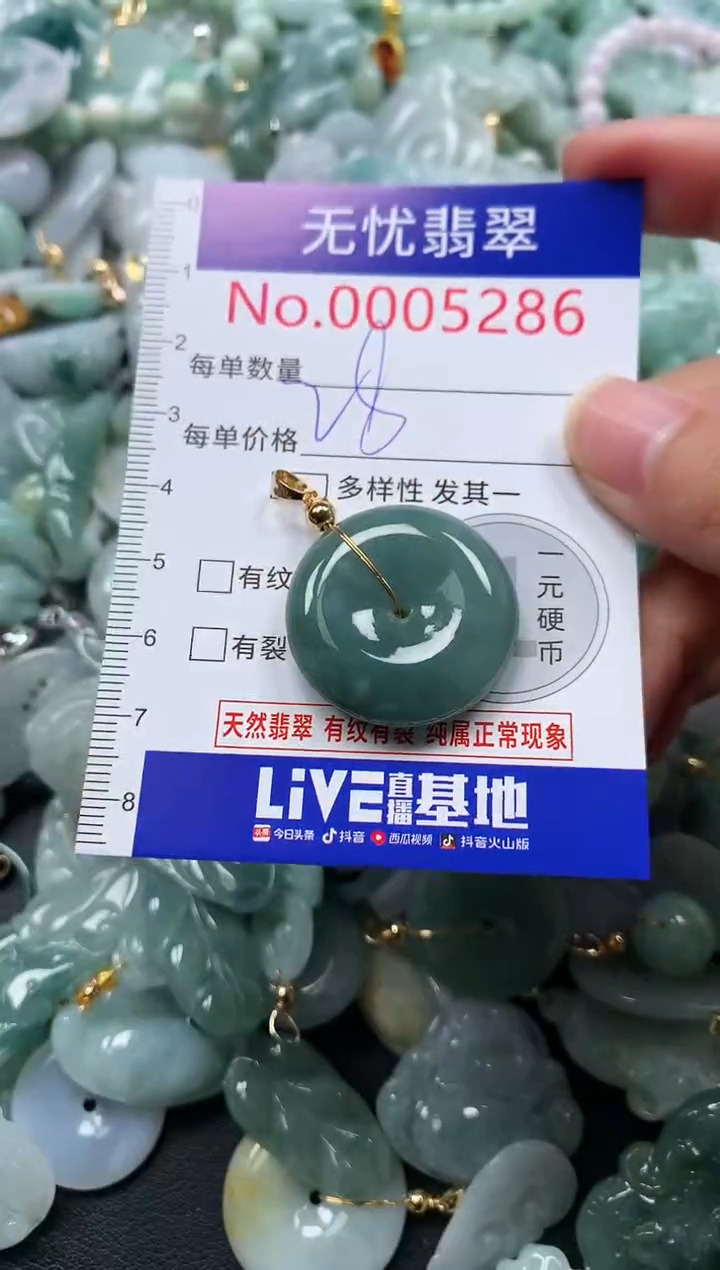 0
无忧翡翠
1
No.0005286
2
每单数量
3
每单价格
4
多样性 发其一
5
有纹
一元硬币
6
有裂
7
天然翡翠 有纹有裂 纯属正常现象
8
LiVE直播基地
头条 今日头条 抖音 西瓜视频 抖音火山版